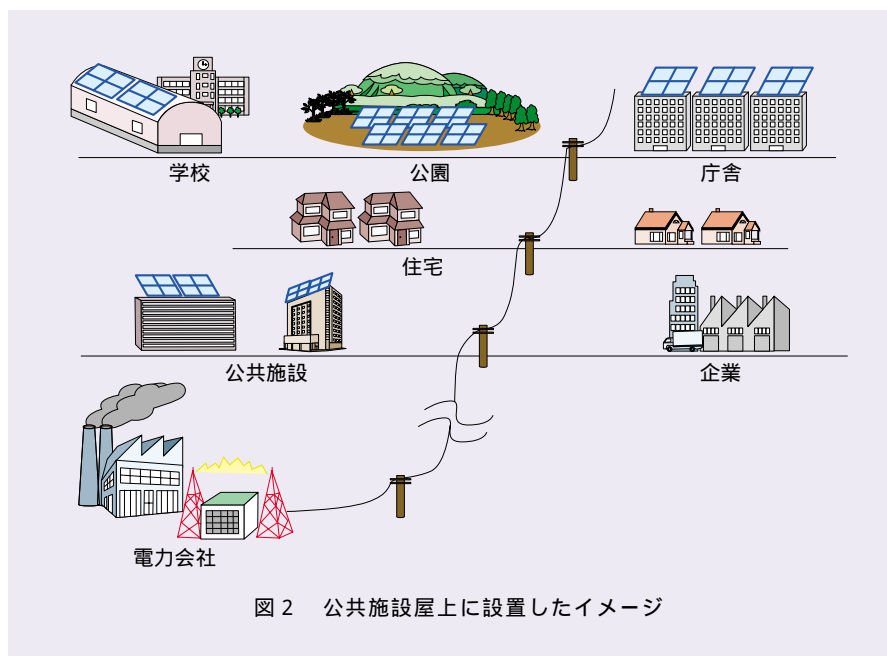 学校
公園
庁舎
住宅
公共施設
企業
電力会社
図２　公共施設屋上に設置したイメージ